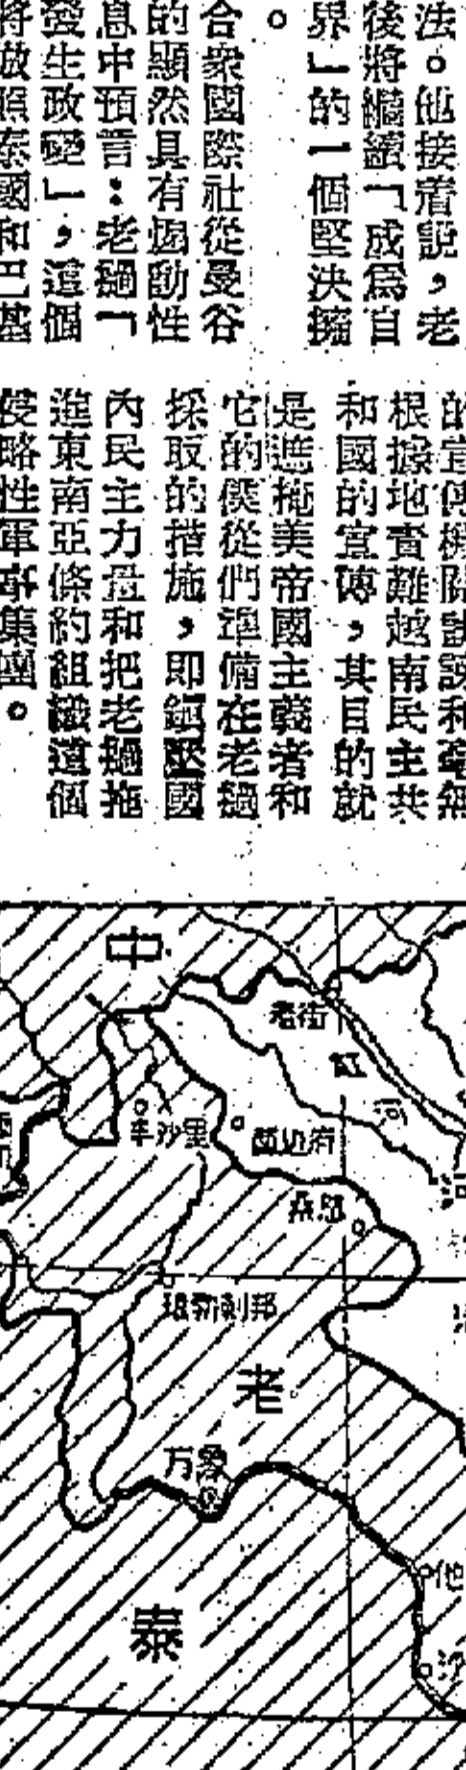 法。他接着說，老
後將繼續「成爲自
界」的一個堅決擁
。
合衆國際社從曼谷
的顯然具有煽動性
息中預言：老撾「
發生政變」，這個
將倣照泰國和巴基
根據地責難越南民主共
和國的宣傳，其目的就
是遮掩美帝國主義者和
它的僕從們準備在老撾
採取的措施，即鎮壓國
內民主力量和把老撾拖
進東南亞條約組織這個
侵略性軍事集團。
中
老街
紅
河
丰沙里
奠边府
桑怒
琅勃剌邦
老
万象
泰
他
沙